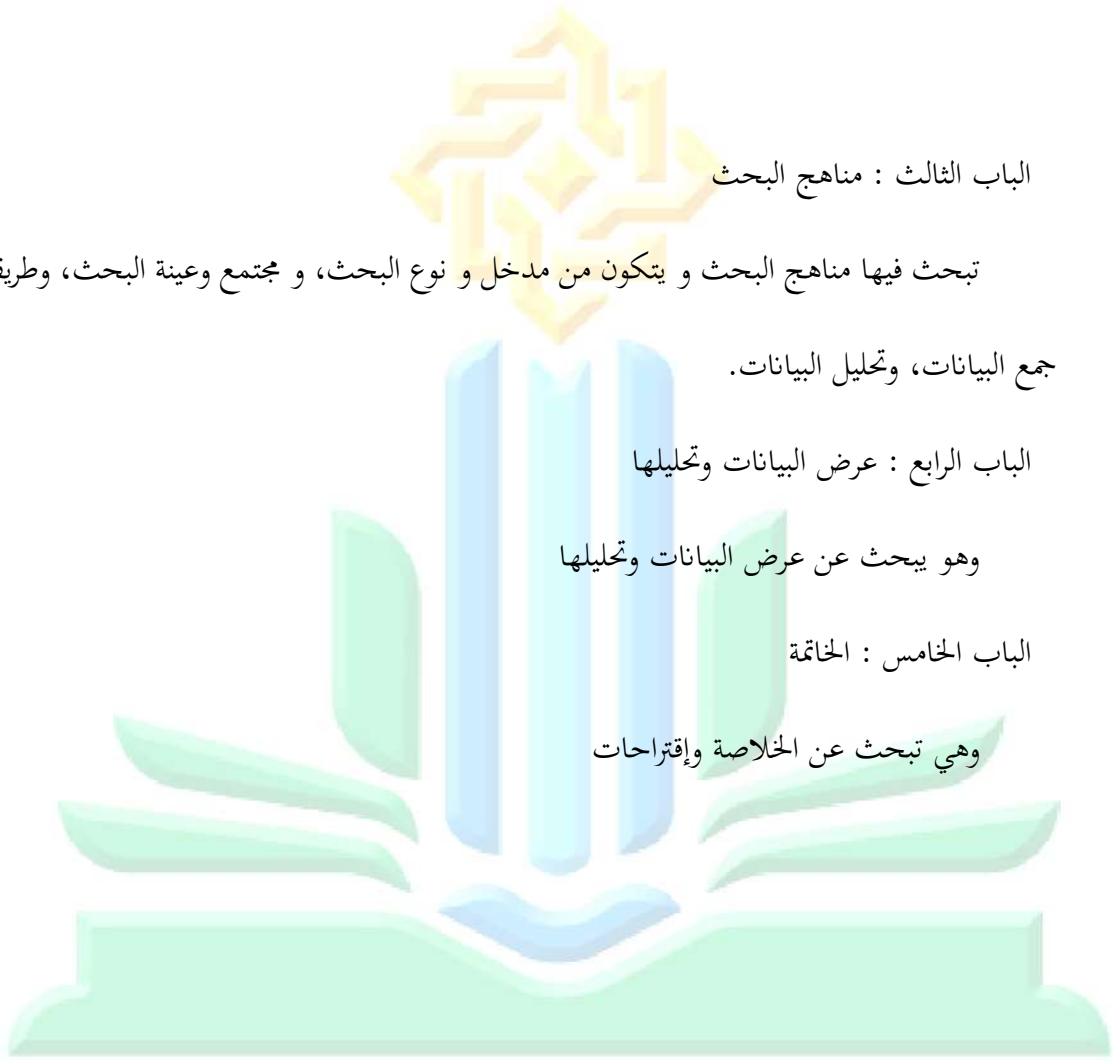 الباب الثالث : مناهج البحث
تبحث فيها مناهج البحث و يتكون من مدخل و نوع البحث، و مجتمع وعينة البحث،
جمع البيانات، وتحليل البيانات.
الباب الرابع : عرض البيانات وتحليلها
وهو يبحث عن عرض البيانات وتحليلها
الباب الخامس : الخاتمة
وهي تبحث عن الخلاصة وإقتراحات